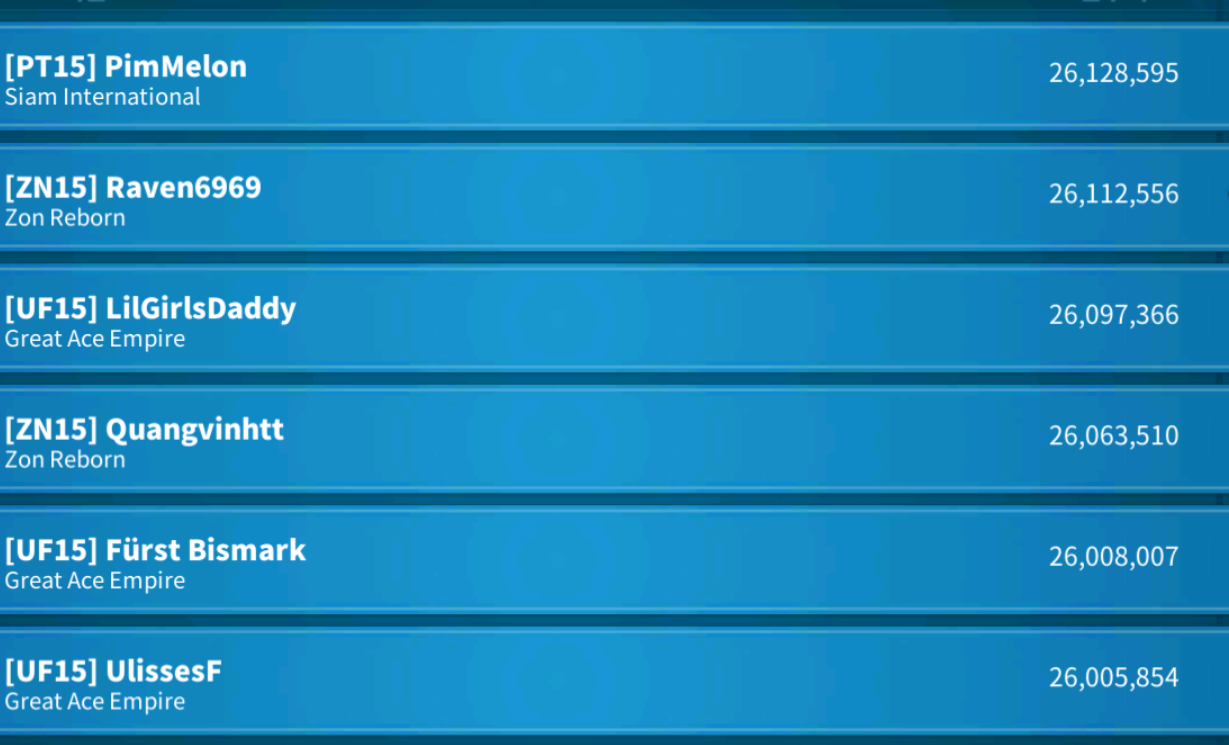 [PT15] PimMelon
Siam International
26,128,595
[ZN15] Raven6969
Zon Reborn
26,112,556
[UF15] LilGirlsDaddy
Great Ace Empire
26,097,366
[ZN15] Quangvinhtt
Zon Reborn
26,063,510
[UF15] Fürst Bismark
Great Ace Empire
26,008,007
[UF15] UlissesF
Great Ace Empire
26,005,854